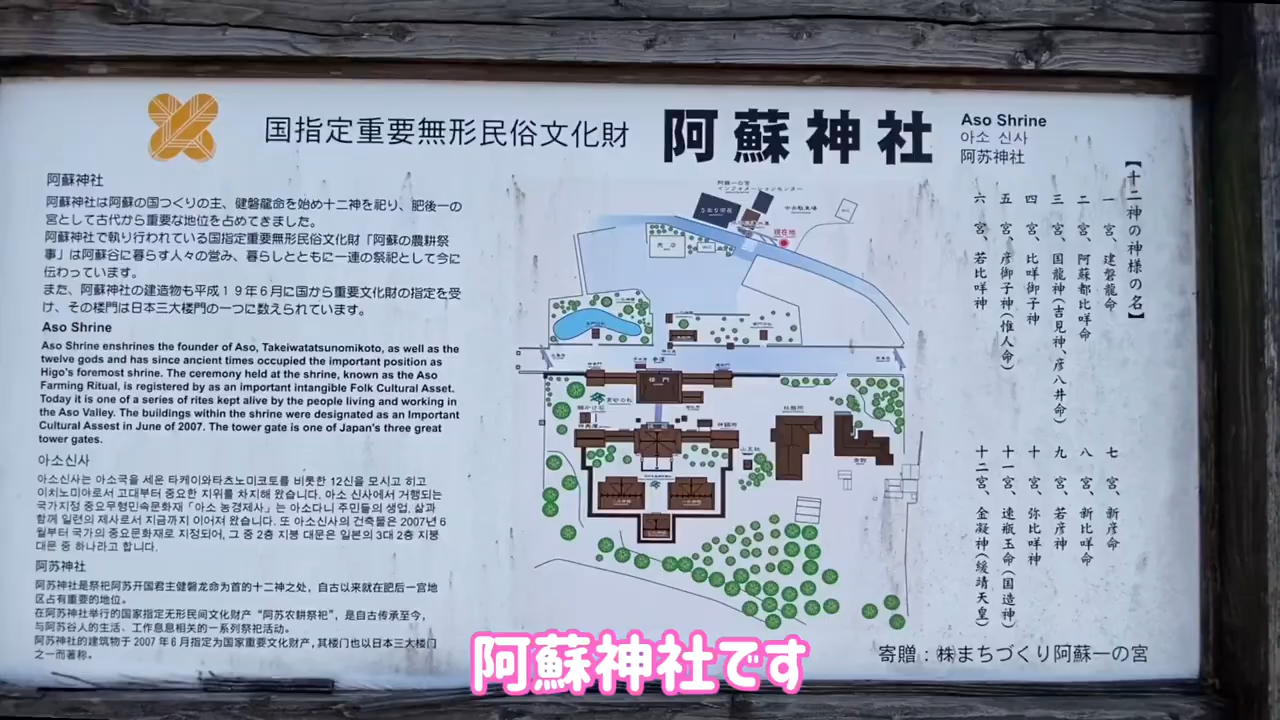 国指定重要無形民俗文化財
阿蘇神社
Aso Shrine
아소 신사
阿苏神社
阿蘇神社
阿蘇神社は阿蘇の国つくりの主、健磐龍命を始め十二神を祀り、肥後一の
宮として古代から重要な地位を占めてきました。
阿蘇神社で執り行われている国指定重要無形民俗文化財「阿蘇の農耕祭
事」は阿蘇谷に暮らす人々の営み、暮らしとともに一連の祭祀として今に
伝わっています。
また、阿蘇神社の建造物も平成19年6月に国から重要文化財の指定を受
け、その楼門は日本三大楼門の一つに数えられています。
Aso Shrine
Aso Shrine enshrines the founder of Aso, Takeiwatatsunomikoto, as well as the
twelve gods and has since ancient times occupied the important position as
Higo's foremost shrine. The ceremony held at the shrine, known as the Aso
Farming Ritual, is registered by as an important intangible Folk Cultural Asset.
Today it is one of a series of rites kept alive by the people living and working in
the Aso Valley. The buildings within the shrine were designated as an Important
Cultural Assest in June of 2007. The tower gate is one of Japan's three great
tower gates.
아소신사
아소신사는 아소국을 세운 타케이와타츠노미코토를 비롯한 12신을 모시고 히고
이치노미야로서 고대부터 중요한 지위를 차지해 왔습니다. 아소 신사에서 거행되는
국가지정 중요무형민속문화재「아소 농경제사」는 아소다니 주민들의 생업, 삶과
함께 일련의 제사로서 지금까지 이어져 왔습니다. 또 아소신사의 건축물은 2007년 6
월부터 국가의 중요문화재로 지정되어, 그 중 2층 지붕 대문은 일본의 3대 2층 지붕
대문 중 하나라고 합니다.
阿苏神社
阿苏神社是祭祀阿苏开国君主健磐龙命为首的十二神之处，自古以来就在肥后一宫地
区占有重要的地位。
在阿苏神社举行的国家指定无形民间文化财产“阿苏农耕祭祀”，是自古传承至今，
与阿苏谷人的生活、工作息息相关的一系列祭祀活动。
阿苏神社的建筑物于 2007 年 6 月指定为国家重要文化财产，其楼门也以日本三大楼门
之一而著称。
阿蘇一の宮
インフォメーションセンター
現在地
楼門
【十二神の神様の名】
一 宮、建磐龍命
二 宮、阿蘇都比咩命
三 宮、国龍神(吉見神、彦八井命)
四 宮、比咩御子神
五 宮、彦御子神(惟人命)
六 宮、若比咩神
七 宮、新彦命
八 宮、新比咩命
九 宮、若彦神
十 宮、弥比咩神
十一宮、速瓶玉命(国造神)
十二宮、金凝神(綏靖天皇)
寄贈：㈱まちづくり阿蘇一の宮
阿蘇神社です